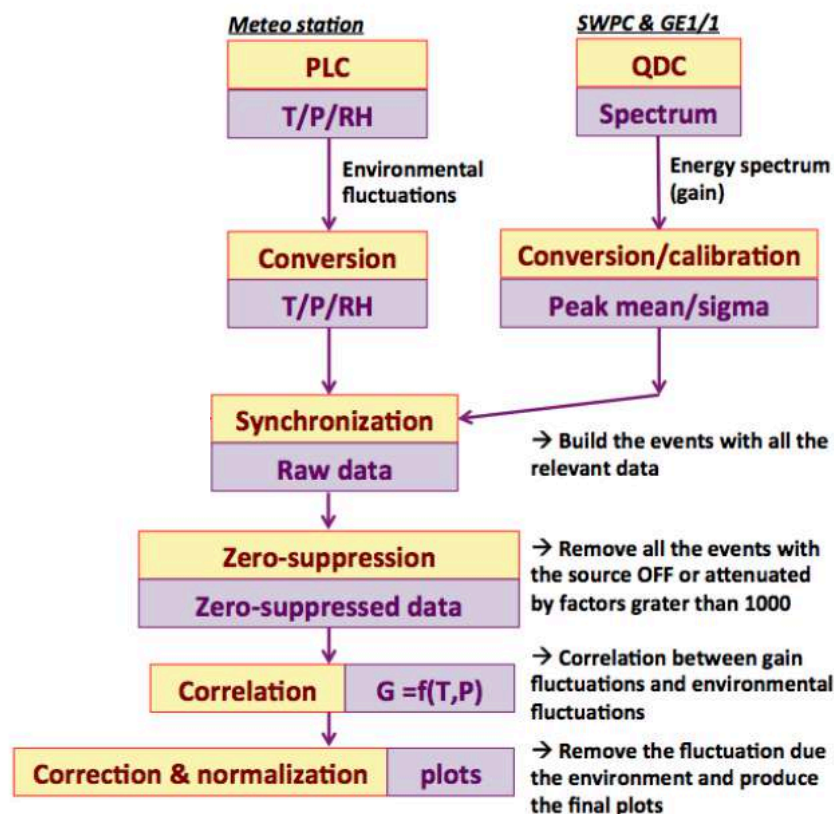 Meteo station
PLC
T/P/RH
Environmental
fluctuations
Conversion
T/P/RH
SWPC & GE1/1
QDC
Spectrum
Energy spectrum
(gain)
Conversion/calibration
Peak mean/sigma
Synchronization
Raw data
→ Build the events with all the
relevant data
Zero-suppression
Zero-suppressed data
→ Remove all the events with
the source OFF or attenuated
by factors grater than 1000
Correlation
G =f(T,P)
→ Correlation between gain
fluctuations and environmental
fluctuations
Correction & normalization
plots
→ Remove the fluctuation due
the environment and produce
the final plots